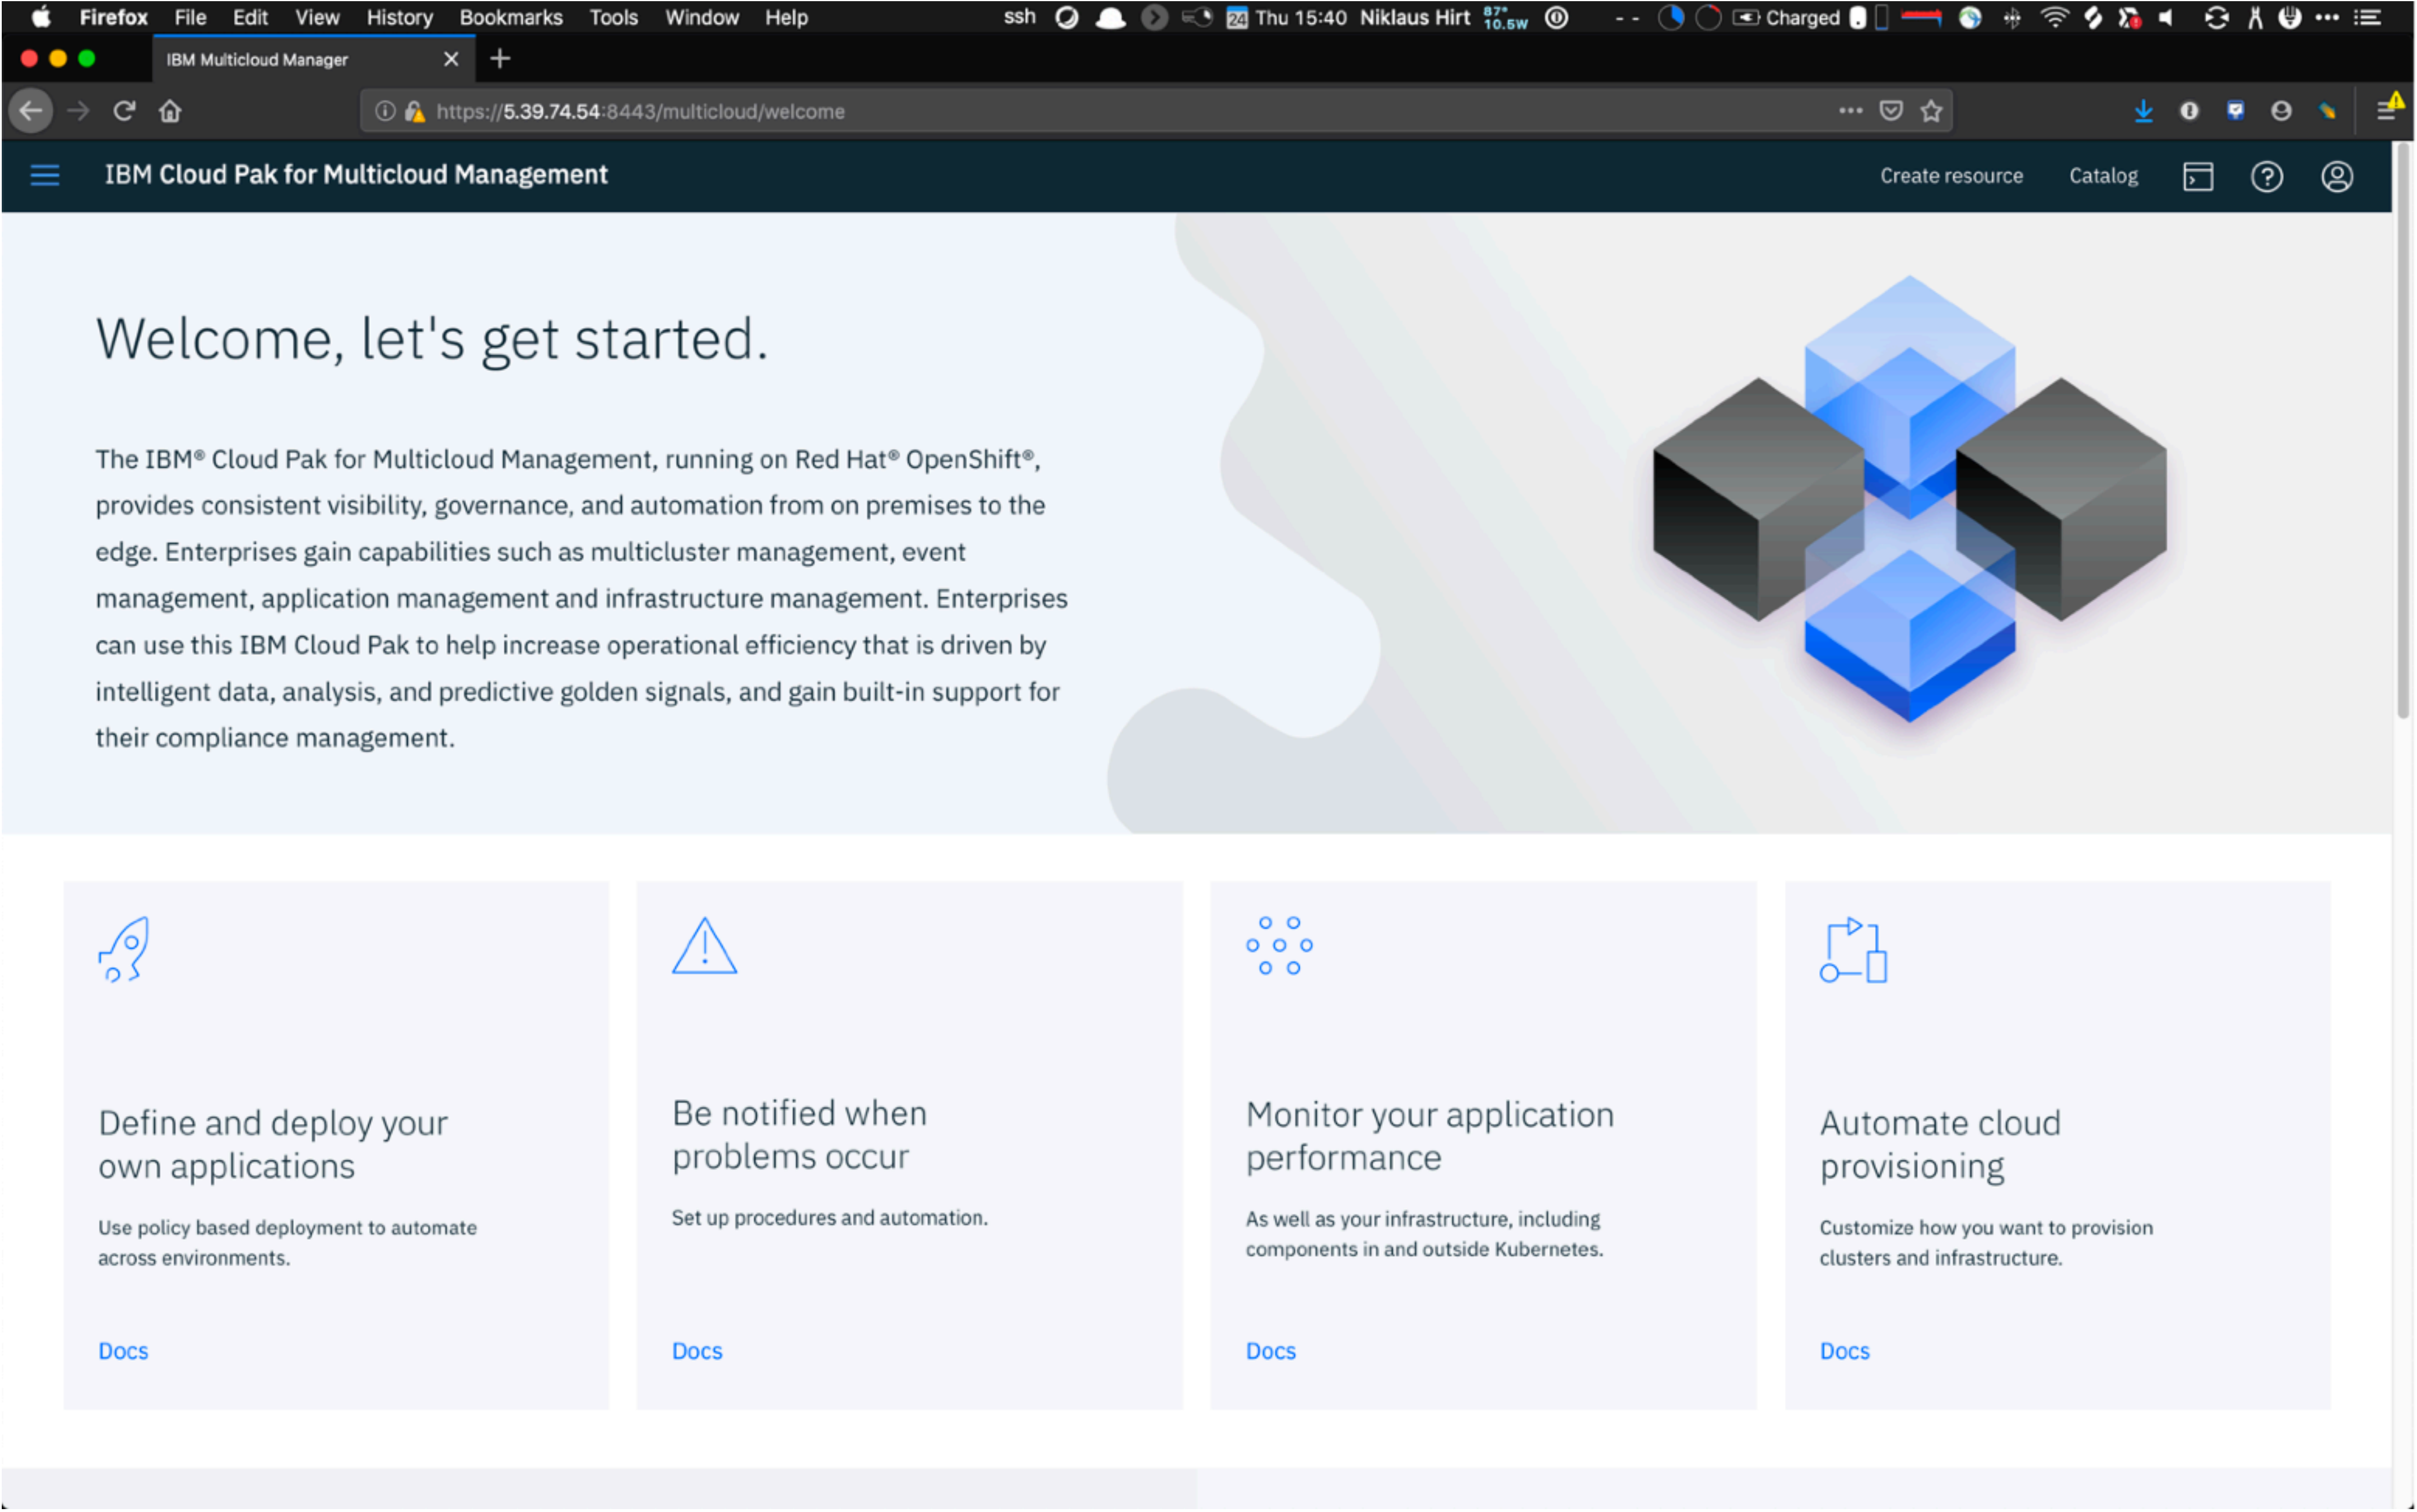 Firefox File Edit View History Bookmarks Tools Window Help ssh 24 Thu 15:40 Niklaus Hirt 87° 10.5W -- Charged
IBM Multicloud Manager
https://5.39.74.54:8443/multicloud/welcome
IBM Cloud Pak for Multicloud Management Create resource Catalog
Welcome, let's get started.
The IBM® Cloud Pak for Multicloud Management, running on Red Hat® OpenShift®,
provides consistent visibility, governance, and automation from on premises to the
edge. Enterprises gain capabilities such as multicluster management, event
management, application management and infrastructure management. Enterprises
can use this IBM Cloud Pak to help increase operational efficiency that is driven by
intelligent data, analysis, and predictive golden signals, and gain built-in support for
their compliance management.
Define and deploy your
own applications
Use policy based deployment to automate
across environments.
Docs
Be notified when
problems occur
Set up procedures and automation.
Docs
Monitor your application
performance
As well as your infrastructure, including
components in and outside Kubernetes.
Docs
Automate cloud
provisioning
Customize how you want to provision
clusters and infrastructure.
Docs